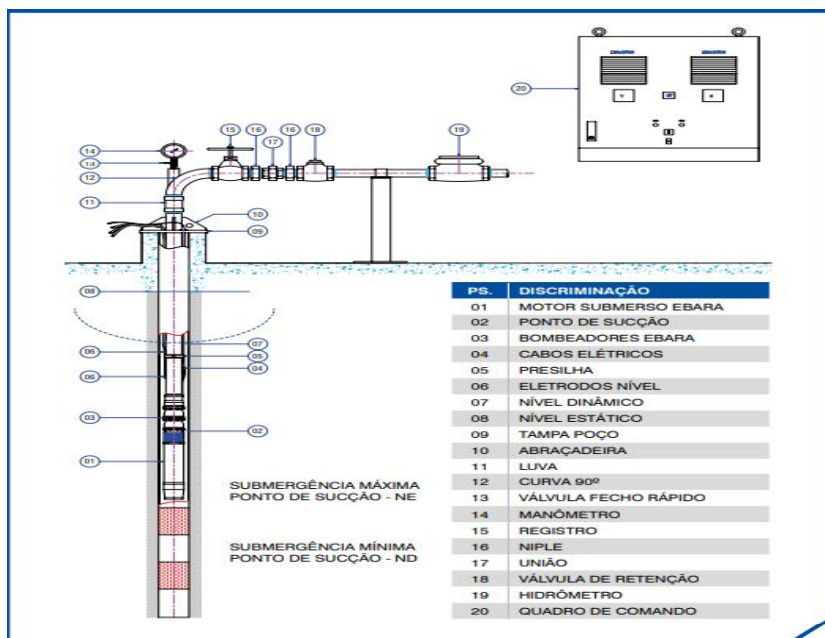 20
14
15
16
17
16
18
19
13
12
11
10
09
08
07
06
05
04
06
03
02
01
SUBMERGÊNCIA MÁXIMA
PONTO DE SUCÇÃO - NE
SUBMERGÊNCIA MÍNIMA
PONTO DE SUCÇÃO - ND
PS. DISCRIMINAÇÃO
01 MOTOR SUBMERSO EBARA
02 PONTO DE SUCÇÃO
03 BOMBEADORES EBARA
04 CABOS ELÉTRICOS
05 PRESILHA
06 ELETRODOS NÍVEL
07 NÍVEL DINÂMICO
08 NÍVEL ESTÁTICO
09 TAMPA POÇO
10 ABRAÇADEIRA
11 LUVA
12 CURVA 90º
13 VÁLVULA FECHO RÁPIDO
14 MANÔMETRO
15 REGISTRO
16 NIPLE
17 UNIÃO
18 VÁLVULA DE RETENÇÃO
19 HIDRÔMETRO
20 QUADRO DE COMANDO